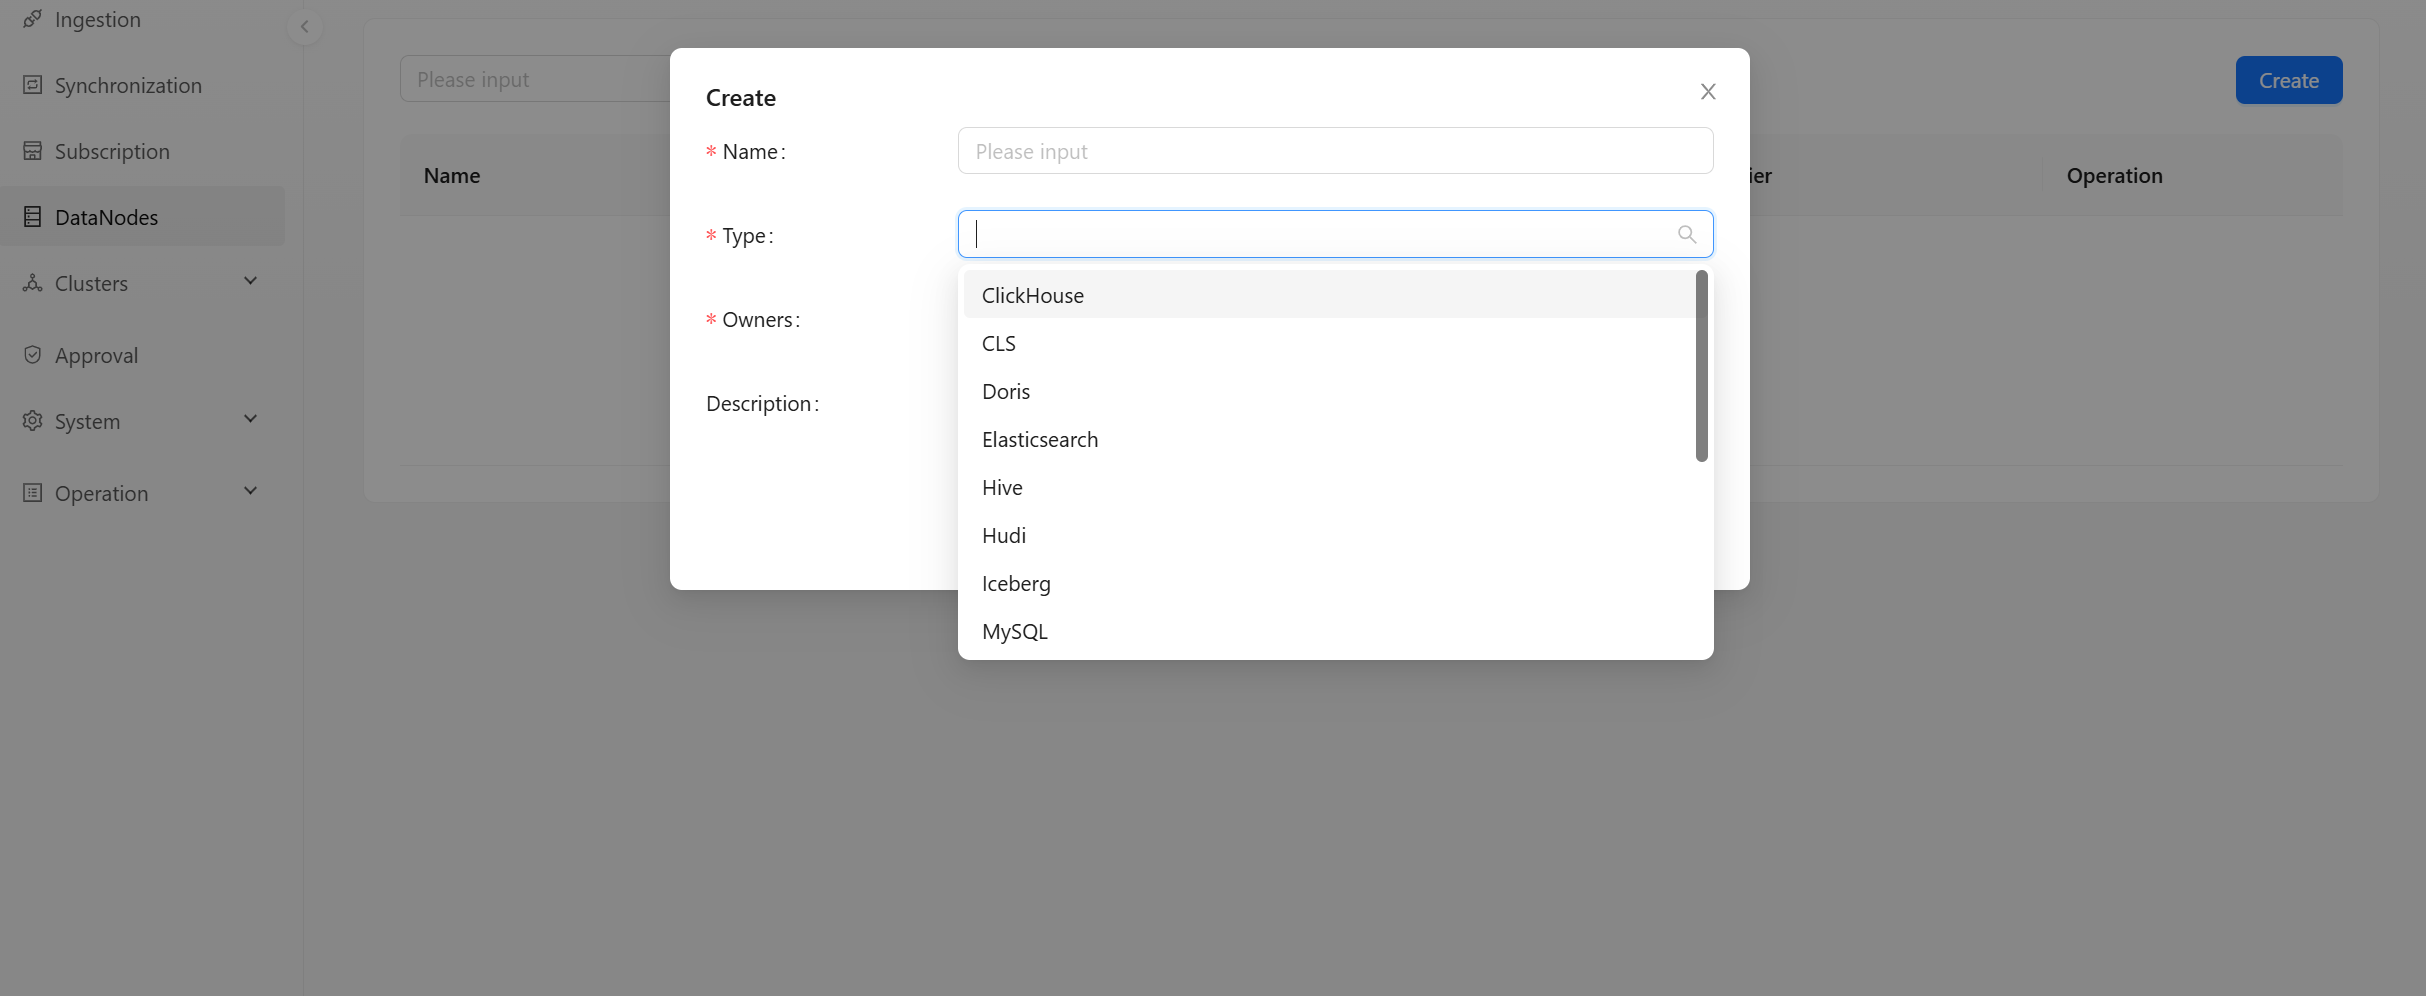 Ingestion
Synchronization
Subscription
DataNodes
Clusters
Approval
System
Operation
Please input
Create
Name
ier
Operation
Create
* Name:
Please input
* Type:
* Owners:
Description:
ClickHouse
CLS
Doris
Elasticsearch
Hive
Hudi
Iceberg
MySQL